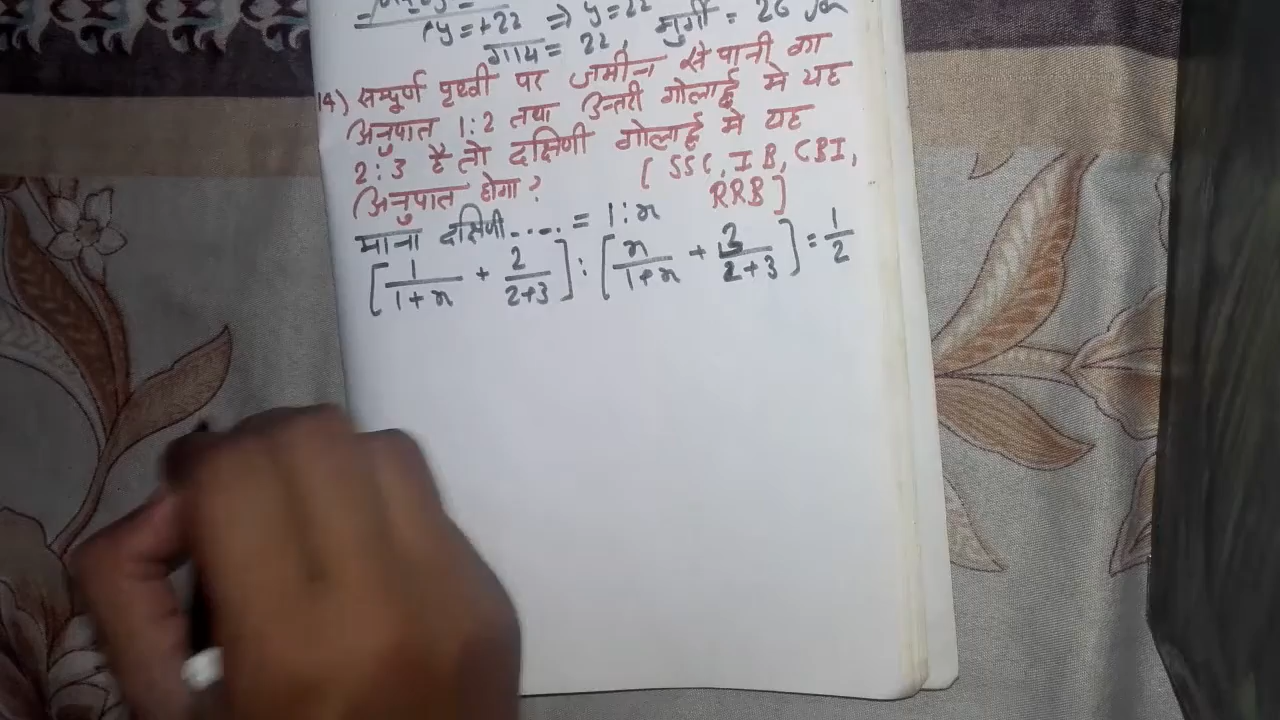 y = +22 ⇒ y = 22
गाय = 22, मुर्गी = 26
14) सम्पूर्ण पृथ्वी पर जमीन से पानी का
अनुपात 1:2 तथा उत्तरी गोलार्द्ध मे यह
2:3 है तो दक्षिणी गोलार्द्ध मे यह
अनुपात होगा? [SSC, IB, CBI,
RRB]
माना दक्षिणी..... = 1:x
[1/(1+x) + 2/(2+3)] : [x/(1+x) + 3/(2+3)] = 1/2